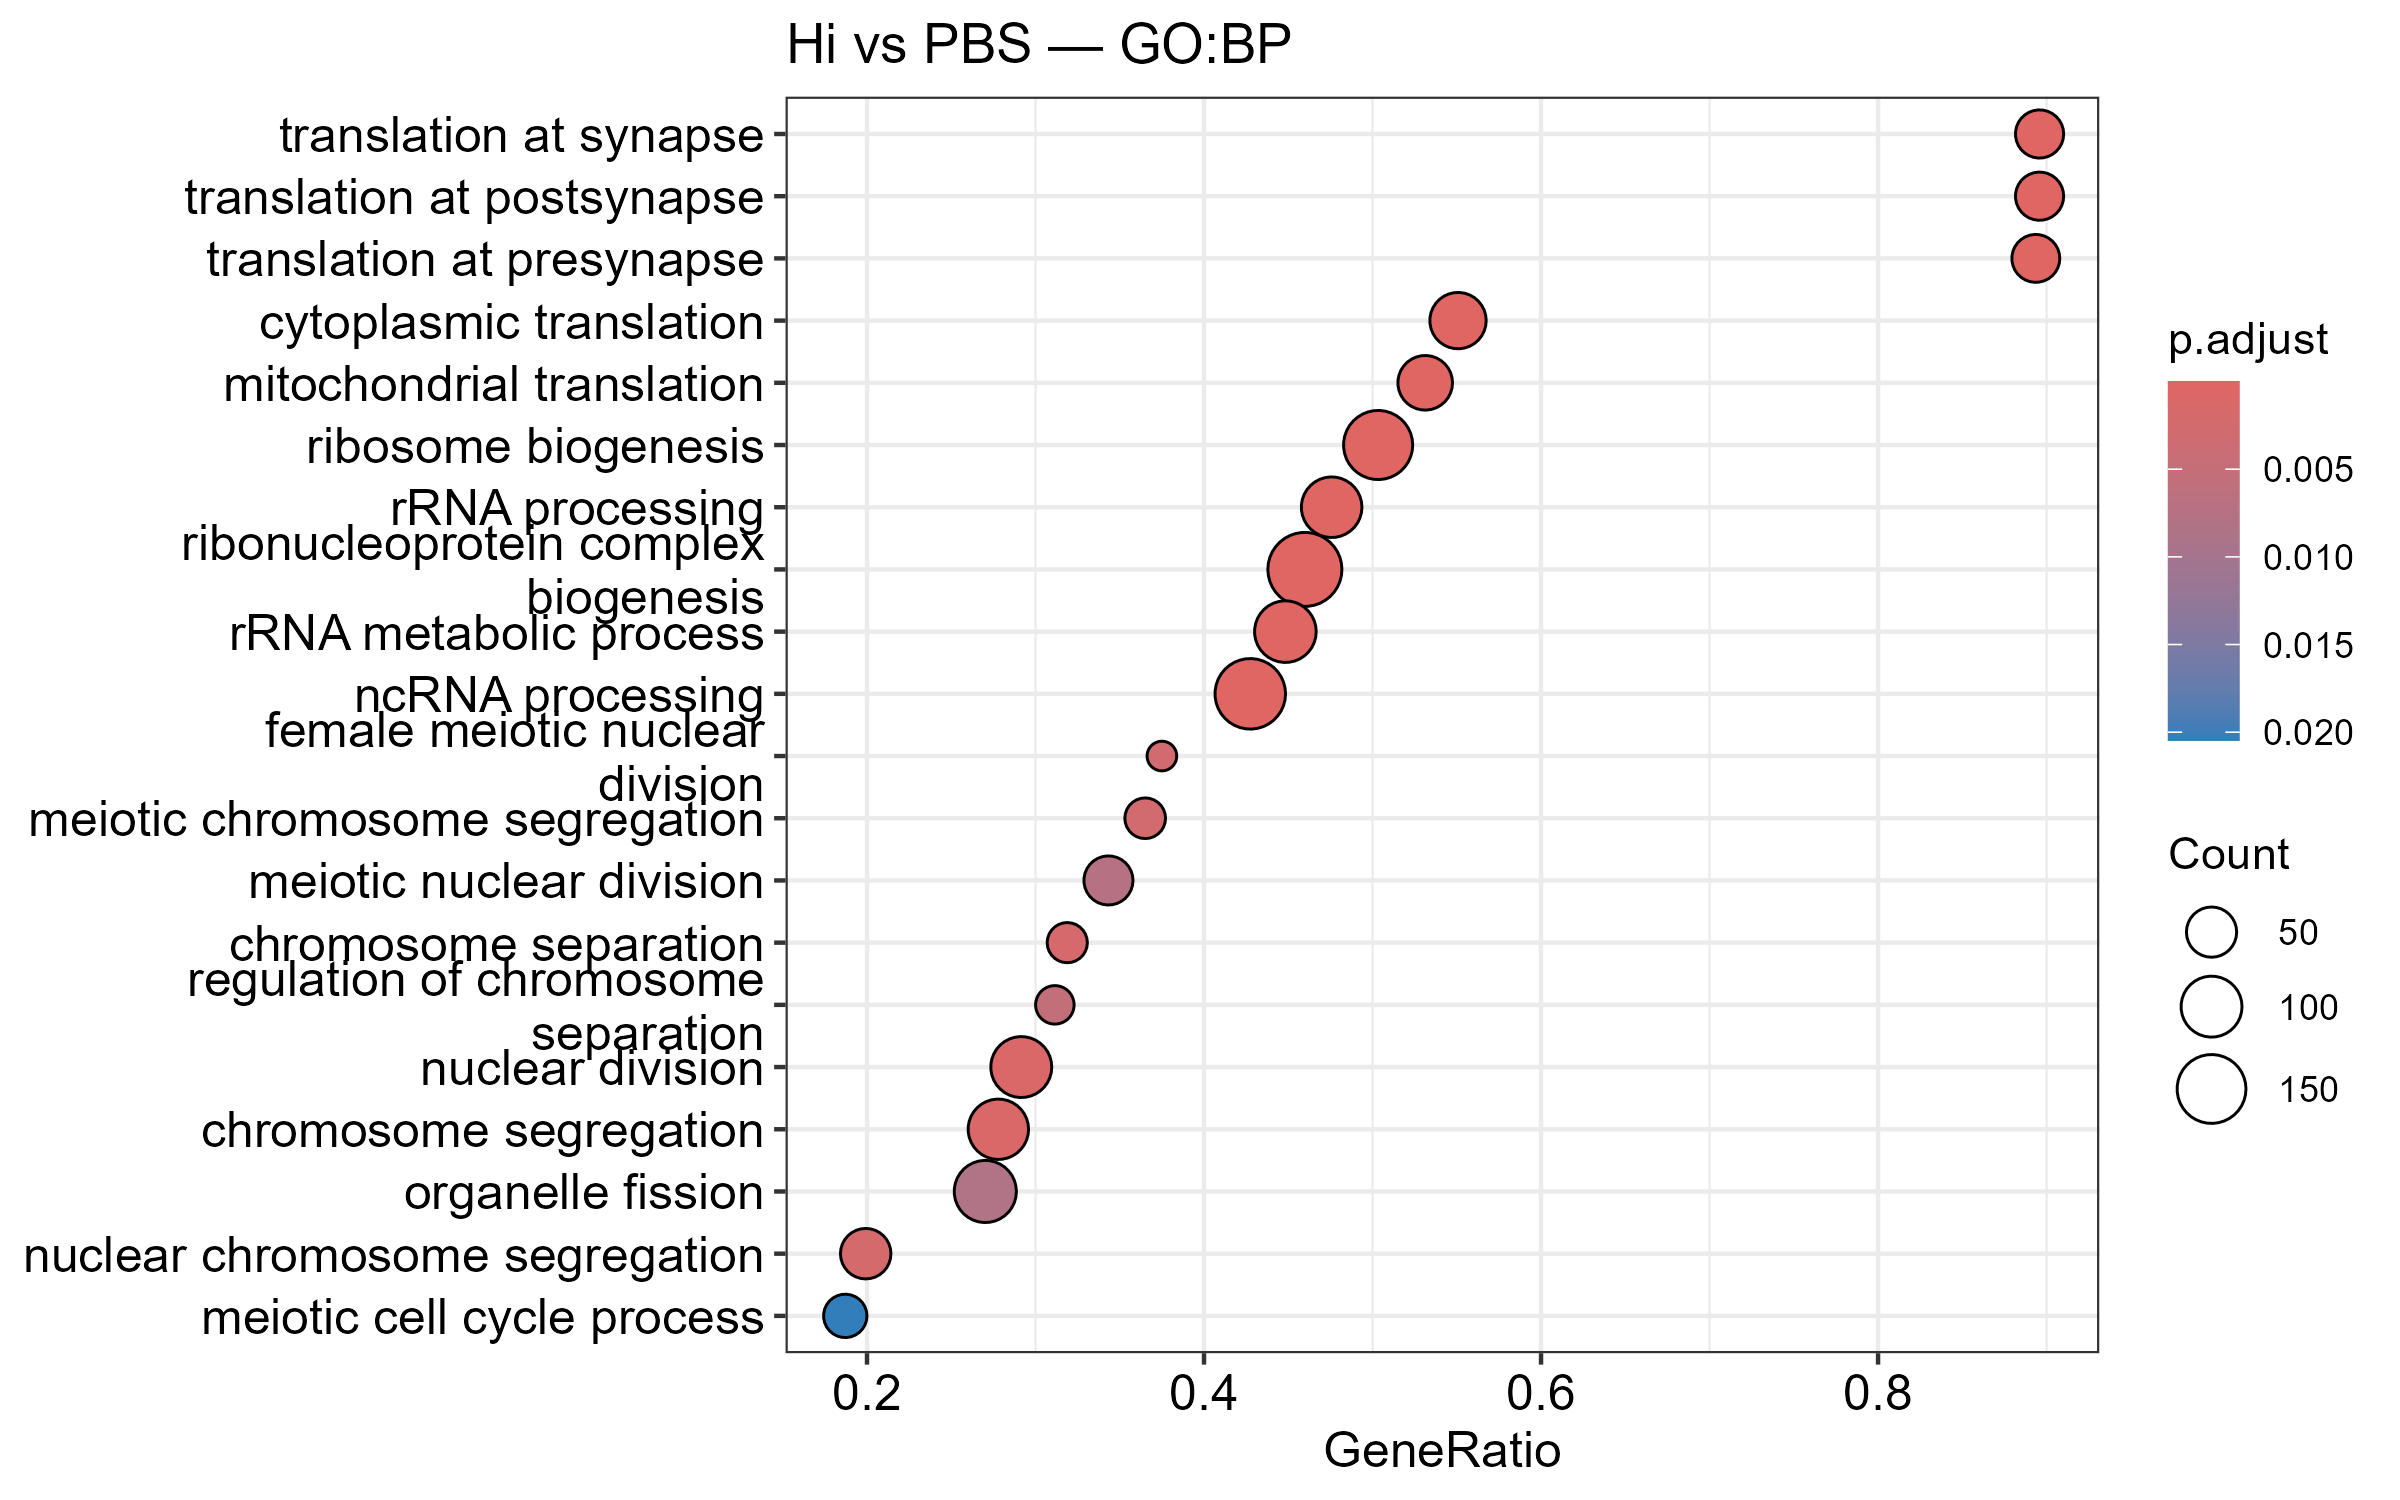 Hi vs PBS — GO:BP
translation at synapse
translation at postsynapse
translation at presynapse
cytoplasmic translation
mitochondrial translation
ribosome biogenesis
rRNA processing
ribonucleoprotein complex
biogenesis
rRNA metabolic process
ncRNA processing
female meiotic nuclear
division
meiotic chromosome segregation
meiotic nuclear division
chromosome separation
regulation of chromosome
separation
nuclear division
chromosome segregation
organelle fission
nuclear chromosome segregation
meiotic cell cycle process
0.2 0.4 0.6 0.8
GeneRatio
p.adjust
0.005
0.010
0.015
0.020
Count
50
100
150